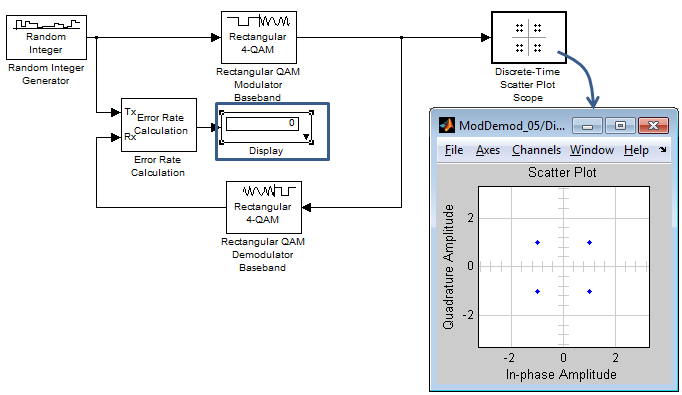 Random
Integer
Random Integer
Generator
Rectangular
4-QAM
Rectangular QAM
Modulator
Baseband
Discrete-Time
Scatter Plot
Scope
Tx
Rx
Error Rate
Calculation
Error Rate
Calculation
0
Display
Rectangular
4-QAM
Rectangular QAM
Demodulator
Baseband
ModDemod_05/Di...
File Axes Channels Window Help
Scatter Plot
Quadrature Amplitude
2
0
-2
-2 0 2
In-phase Amplitude